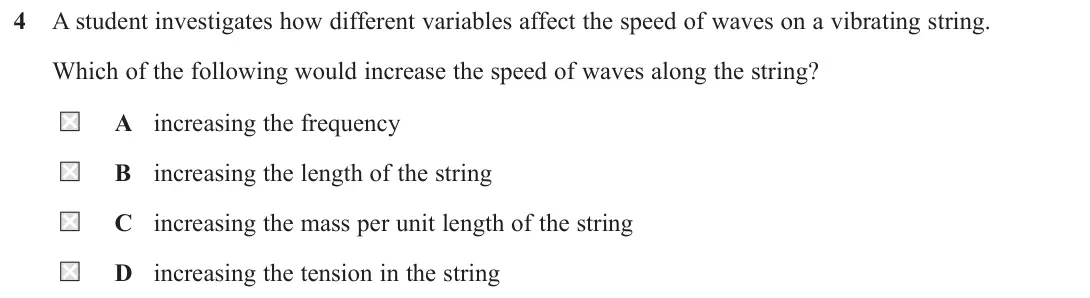 4 A student investigates how different variables affect the speed of waves on a vibrating string.
Which of the following would increase the speed of waves along the string?
A increasing the frequency
B increasing the length of the string
C increasing the mass per unit length of the string
D increasing the tension in the string